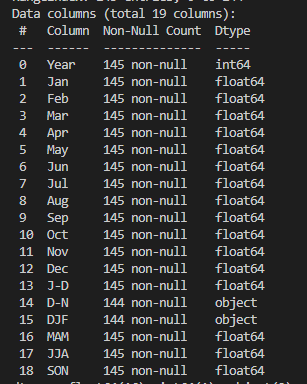 Data columns (total 19 columns):
# Column Non-Null Count Dtype
--- ------ -------------- -----
0 Year 145 non-null int64
1 Jan 145 non-null float64
2 Feb 145 non-null float64
3 Mar 145 non-null float64
4 Apr 145 non-null float64
5 May 145 non-null float64
6 Jun 145 non-null float64
7 Jul 145 non-null float64
8 Aug 145 non-null float64
9 Sep 145 non-null float64
10 Oct 145 non-null float64
11 Nov 145 non-null float64
12 Dec 145 non-null float64
13 J-D 145 non-null float64
14 D-N 144 non-null object
15 DJF 144 non-null object
16 MAM 145 non-null float64
17 JJA 145 non-null float64
18 SON 145 non-null float64